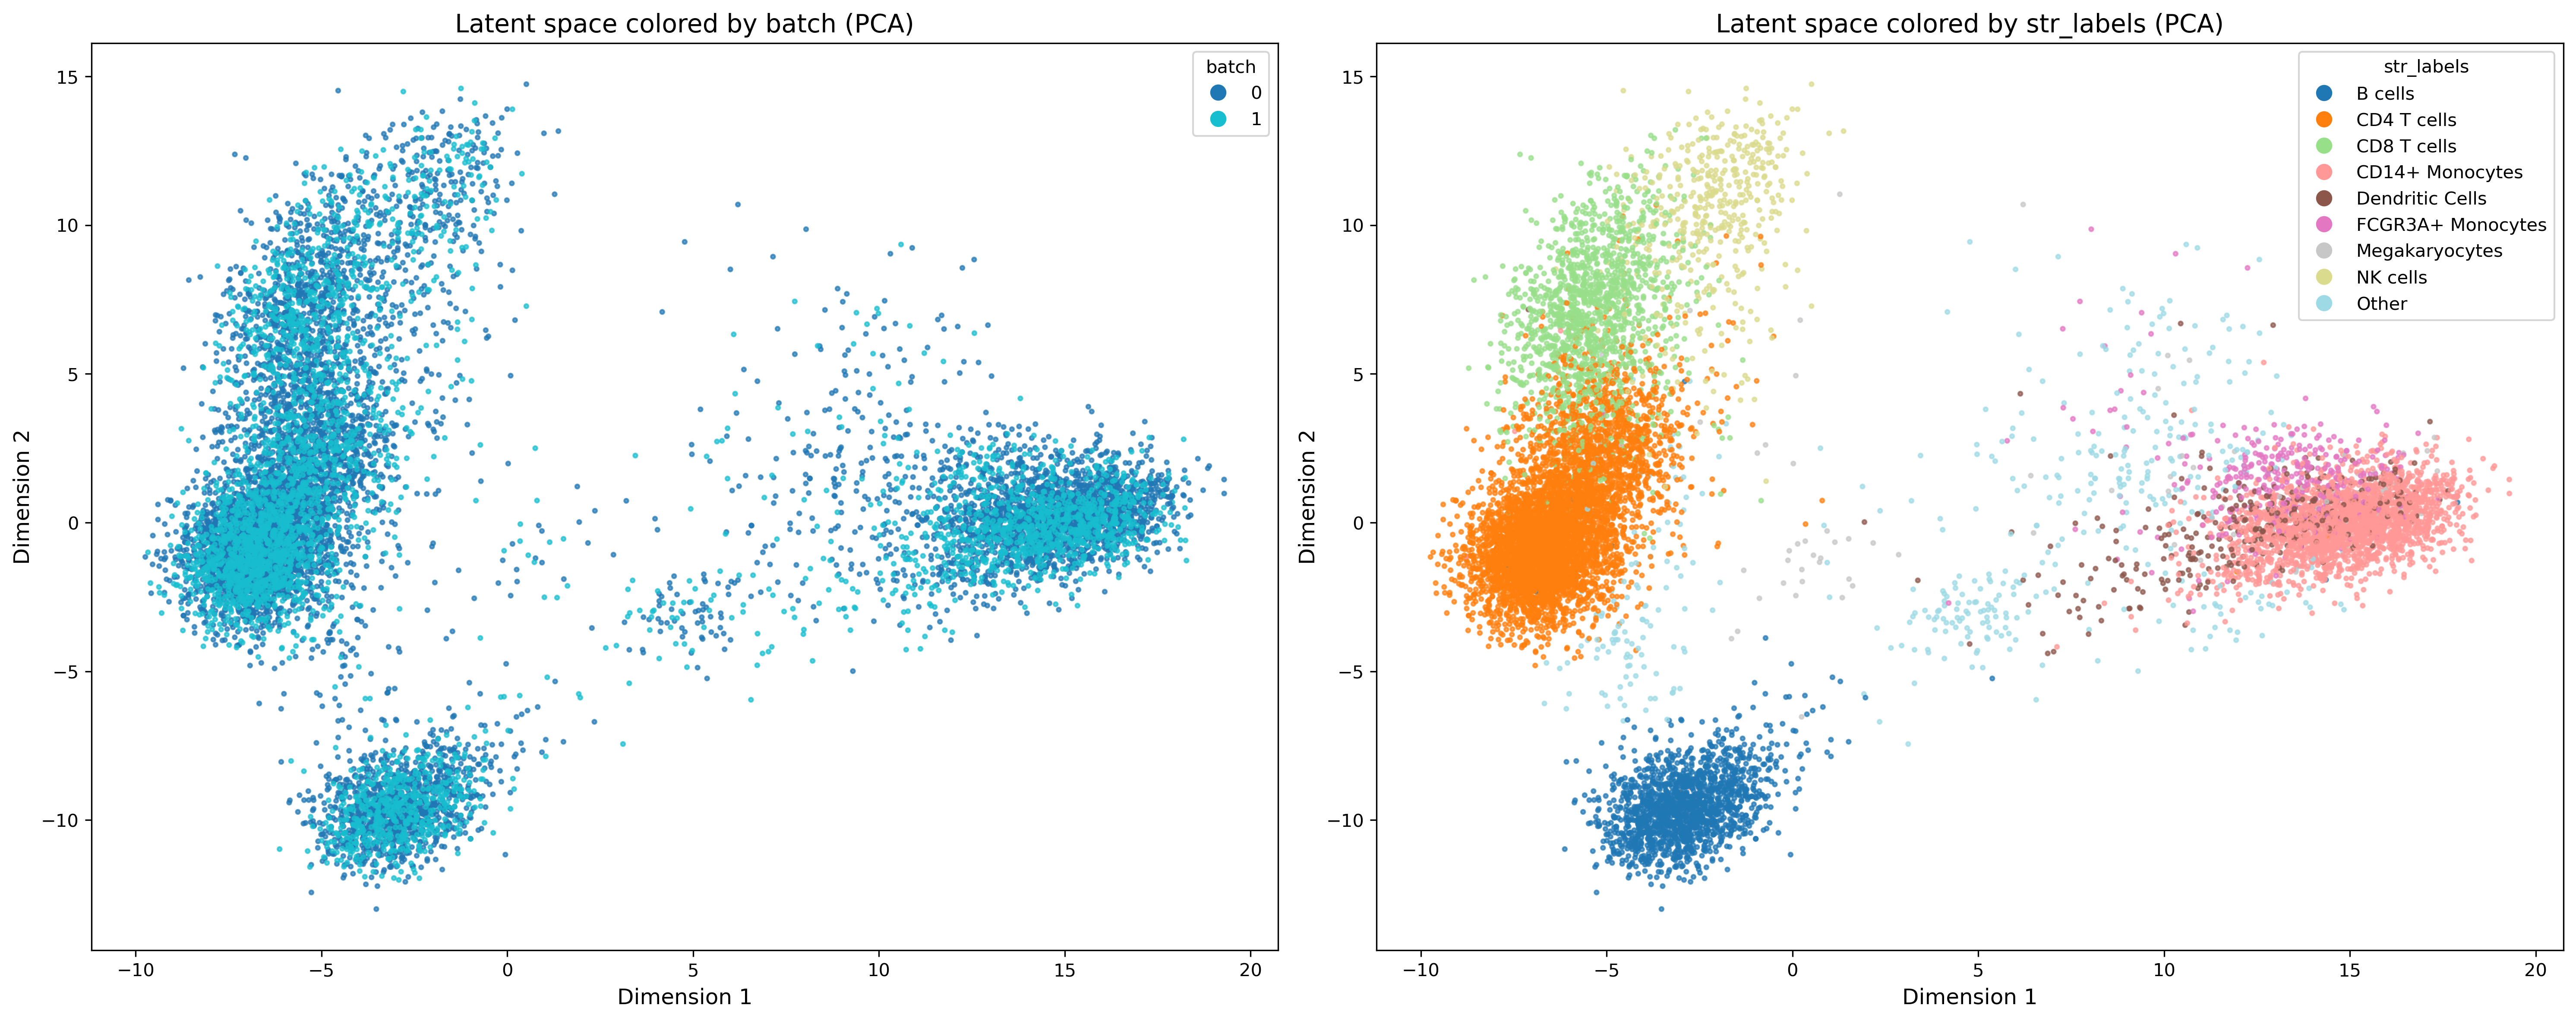 Latent space colored by batch (PCA)
batch
0
1
15
10
5
0
−5
−10
Dimension 2
−10
−5
0
5
10
15
20
Dimension 1
Latent space colored by str_labels (PCA)
str_labels
B cells
CD4 T cells
CD8 T cells
CD14+ Monocytes
Dendritic Cells
FCGR3A+ Monocytes
Megakaryocytes
NK cells
Other
15
10
5
0
−5
−10
Dimension 2
−10
−5
0
5
10
15
20
Dimension 1